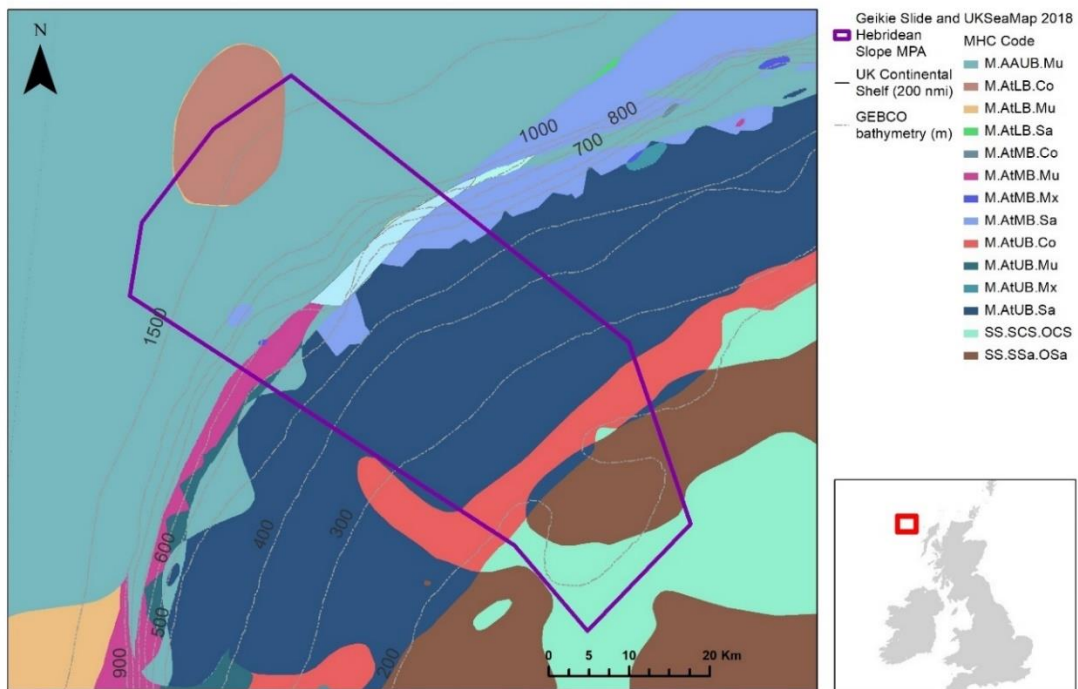 N
1000
800
700
1500
600
400
300
500
900
200
0 5 10 20 Km
Geikie Slide and
Hebridean
Slope MPA
UK Continental
Shelf (200 nmi)
GEBCO
bathymetry (m)
UKSeaMap 2018
MHC Code
M.AAUB.Mu
M.AtLB.Co
M.AtLB.Mu
M.AtLB.Sa
M.AtMB.Co
M.AtMB.Mu
M.AtMB.Mx
M.AtMB.Sa
M.AtUB.Co
M.AtUB.Mu
M.AtUB.Mx
M.AtUB.Sa
SS.SCS.OCS
SS.SSa.OSa